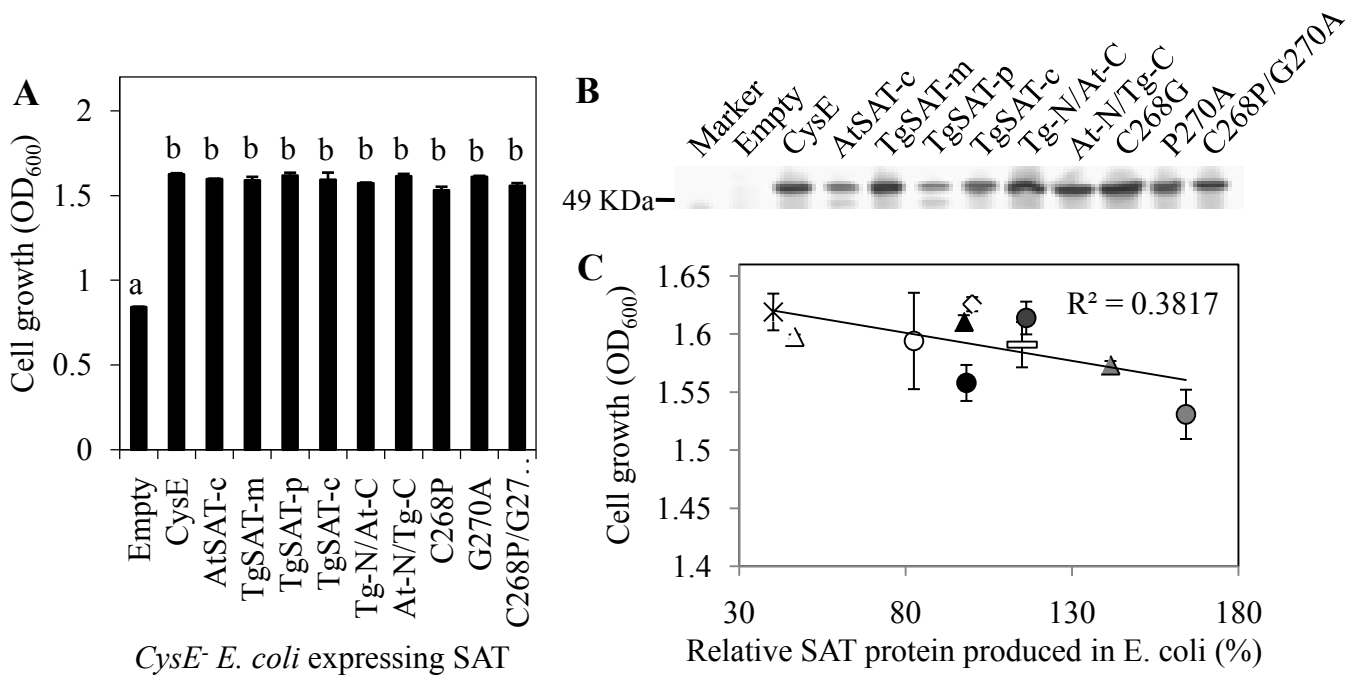 A
Cell growth (OD600)
2
1.5
1
0.5
0
a
b b b b b b b b b b
Empty
CysE
AtSAT-c
TgSAT-m
TgSAT-p
TgSAT-c
Tg-N/At-C
At-N/Tg-C
C268P
G270A
C268P/G27...
CysE- E. coli expressing SAT
B
Marker
Empty
CysE
AtSAT-c
TgSAT-m
TgSAT-p
TgSAT-c
Tg-N/At-C
At-N/Tg-C
C268G
P270A
C268P/G270A
49 KDa
C
Cell growth (OD600)
1.65
1.6
1.55
1.5
1.45
1.4
R² = 0.3817
30 80 130 180
Relative SAT protein produced in E. coli (%)